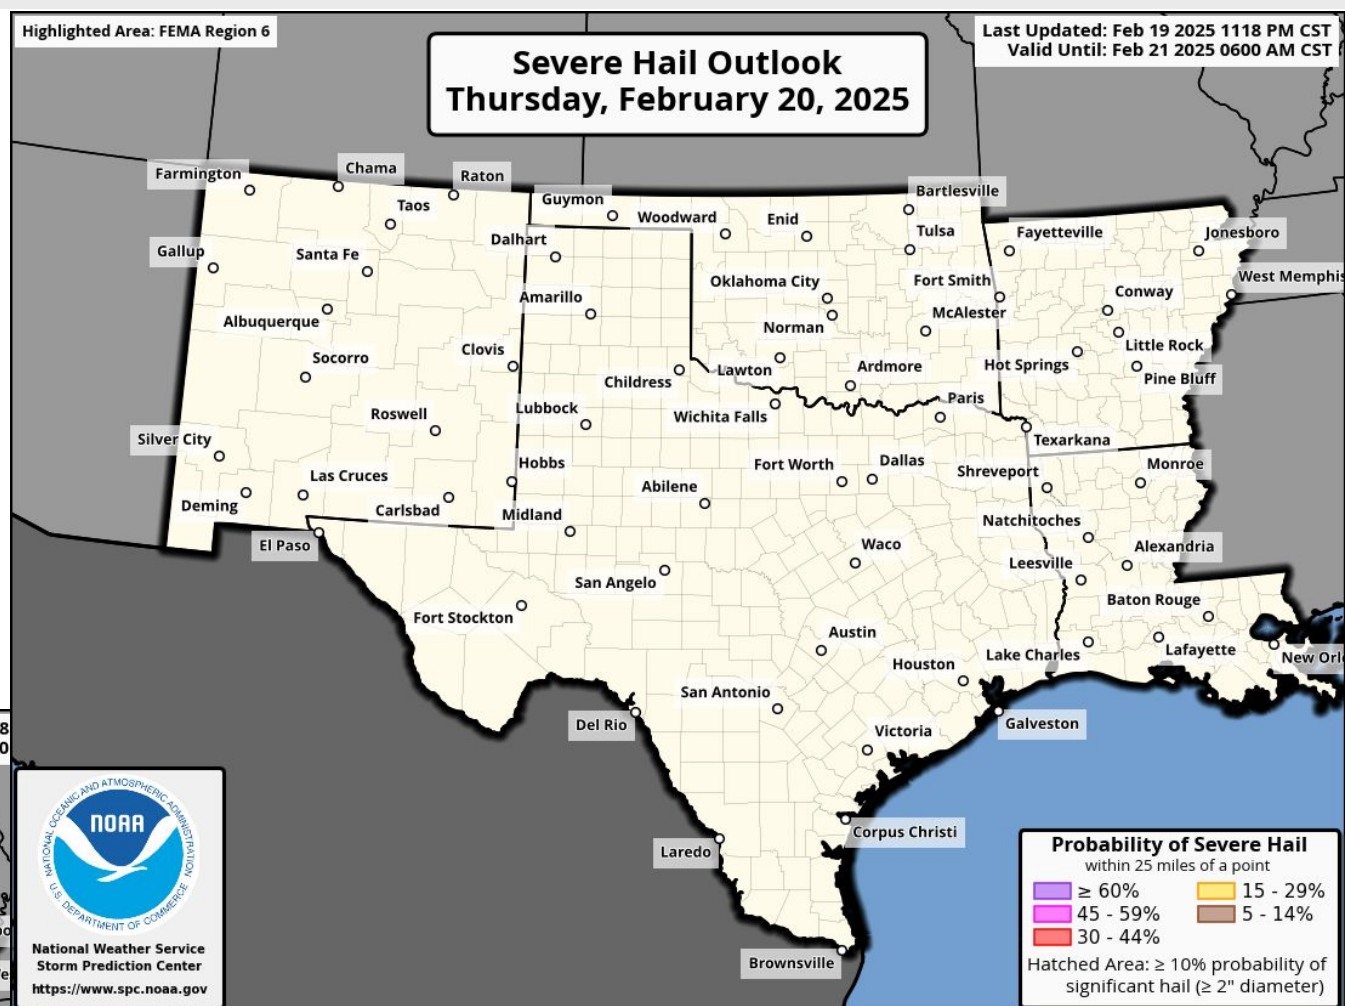 Highlighted Area: FEMA Region 6
Last Updated: Feb 19 2025 1118 PM CST
Valid Until: Feb 21 2025 0600 AM CST
Severe Hail Outlook
Thursday, February 20, 2025
Farmington
Chama
Raton
Guymon
Bartlesville
Taos
Woodward
Enid
Tulsa
Fayetteville
Jonesboro
Gallup
Santa Fe
Dalhart
Oklahoma City
Fort Smith
West Memphis
Albuquerque
Amarillo
Norman
McAlester
Conway
Socorro
Clovis
Childress
Lawton
Ardmore
Hot Springs
Little Rock
Pine Bluff
Roswell
Lubbock
Wichita Falls
Paris
Silver City
Texarkana
Las Cruces
Hobbs
Abilene
Fort Worth
Dallas
Shreveport
Monroe
Deming
Carlsbad
Midland
Natchitoches
El Paso
San Angelo
Waco
Leesville
Alexandria
Fort Stockton
Baton Rouge
Austin
Houston
Lake Charles
Lafayette
New Orl
San Antonio
Del Rio
Victoria
Galveston
8
0
Laredo
Corpus Christi
Brownsville
NATIONAL OCEANIC AND ATMOSPHERIC ADMINISTRATION
NOAA
U.S. DEPARTMENT OF COMMERCE
National Weather Service
Storm Prediction Center
https://www.spc.noaa.gov
Probability of Severe Hail
within 25 miles of a point
≥ 60%
15 - 29%
45 - 59%
5 - 14%
30 - 44%
Hatched Area: ≥ 10% probability of
significant hail (≥ 2" diameter)